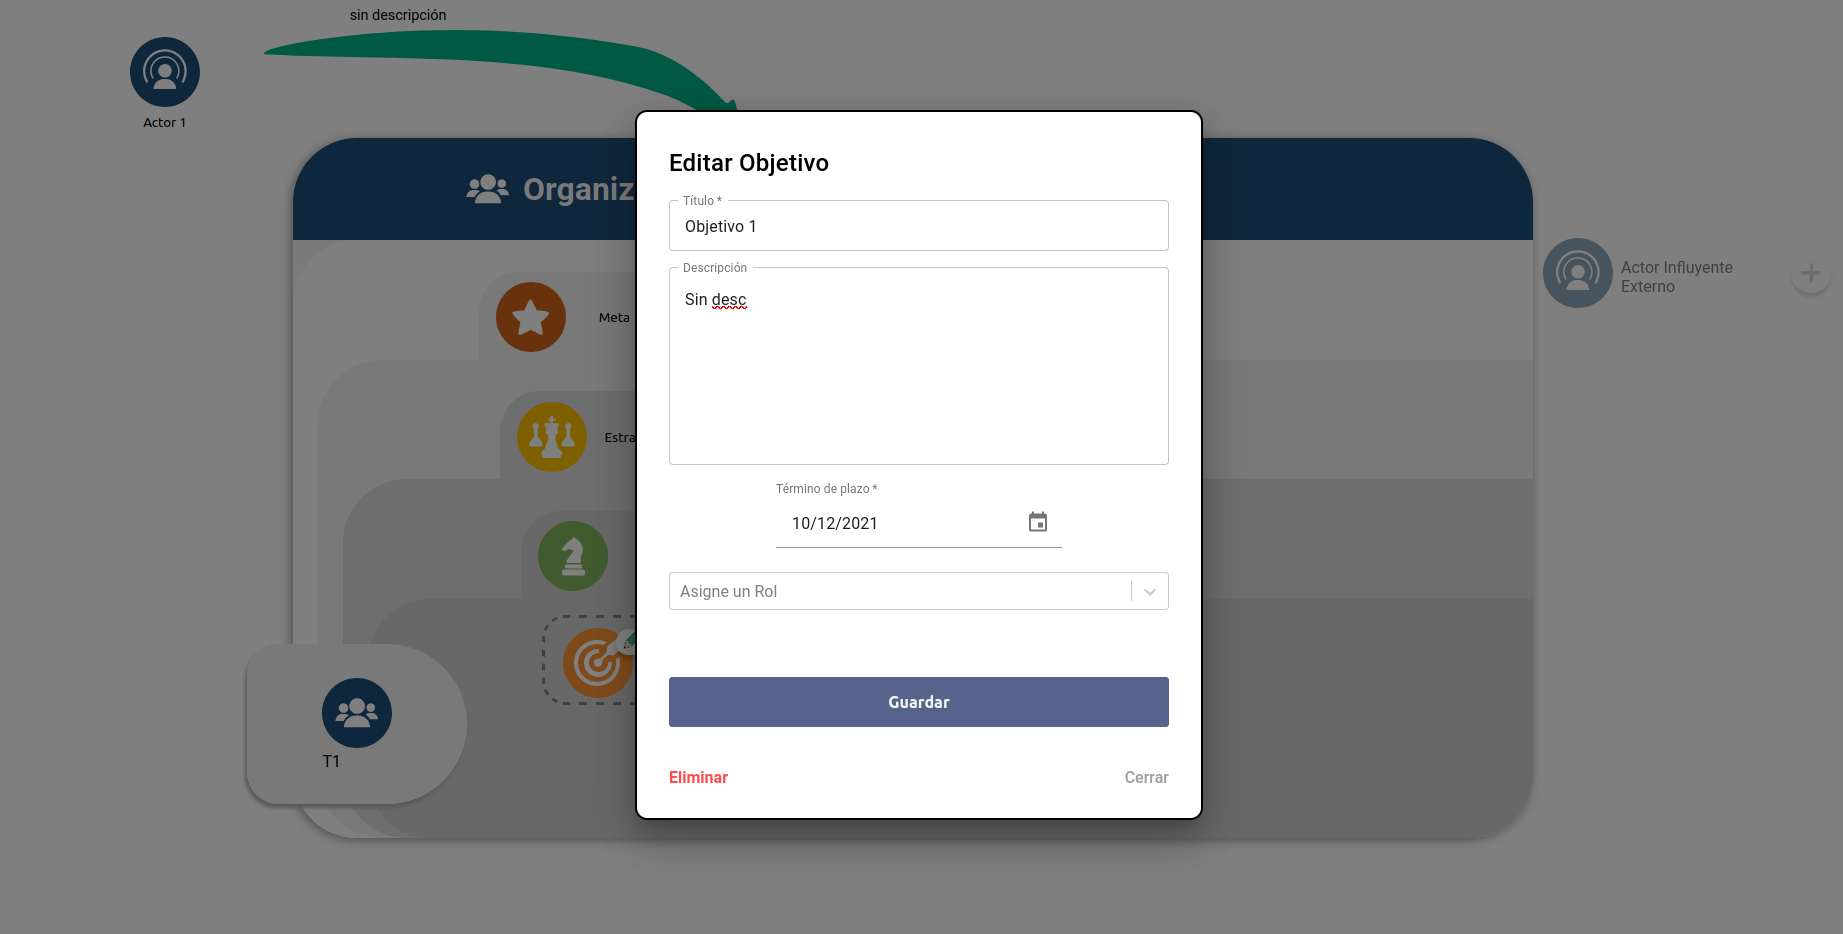 sin descripción
Actor 1
Organiz
Meta
Estra
T1
Actor Influyente
Externo
Editar Objetivo
Título *
Objetivo 1
Descripción
Sin desc
Término de plazo *
10/12/2021
Asigne un Rol
Guardar
Eliminar
Cerrar